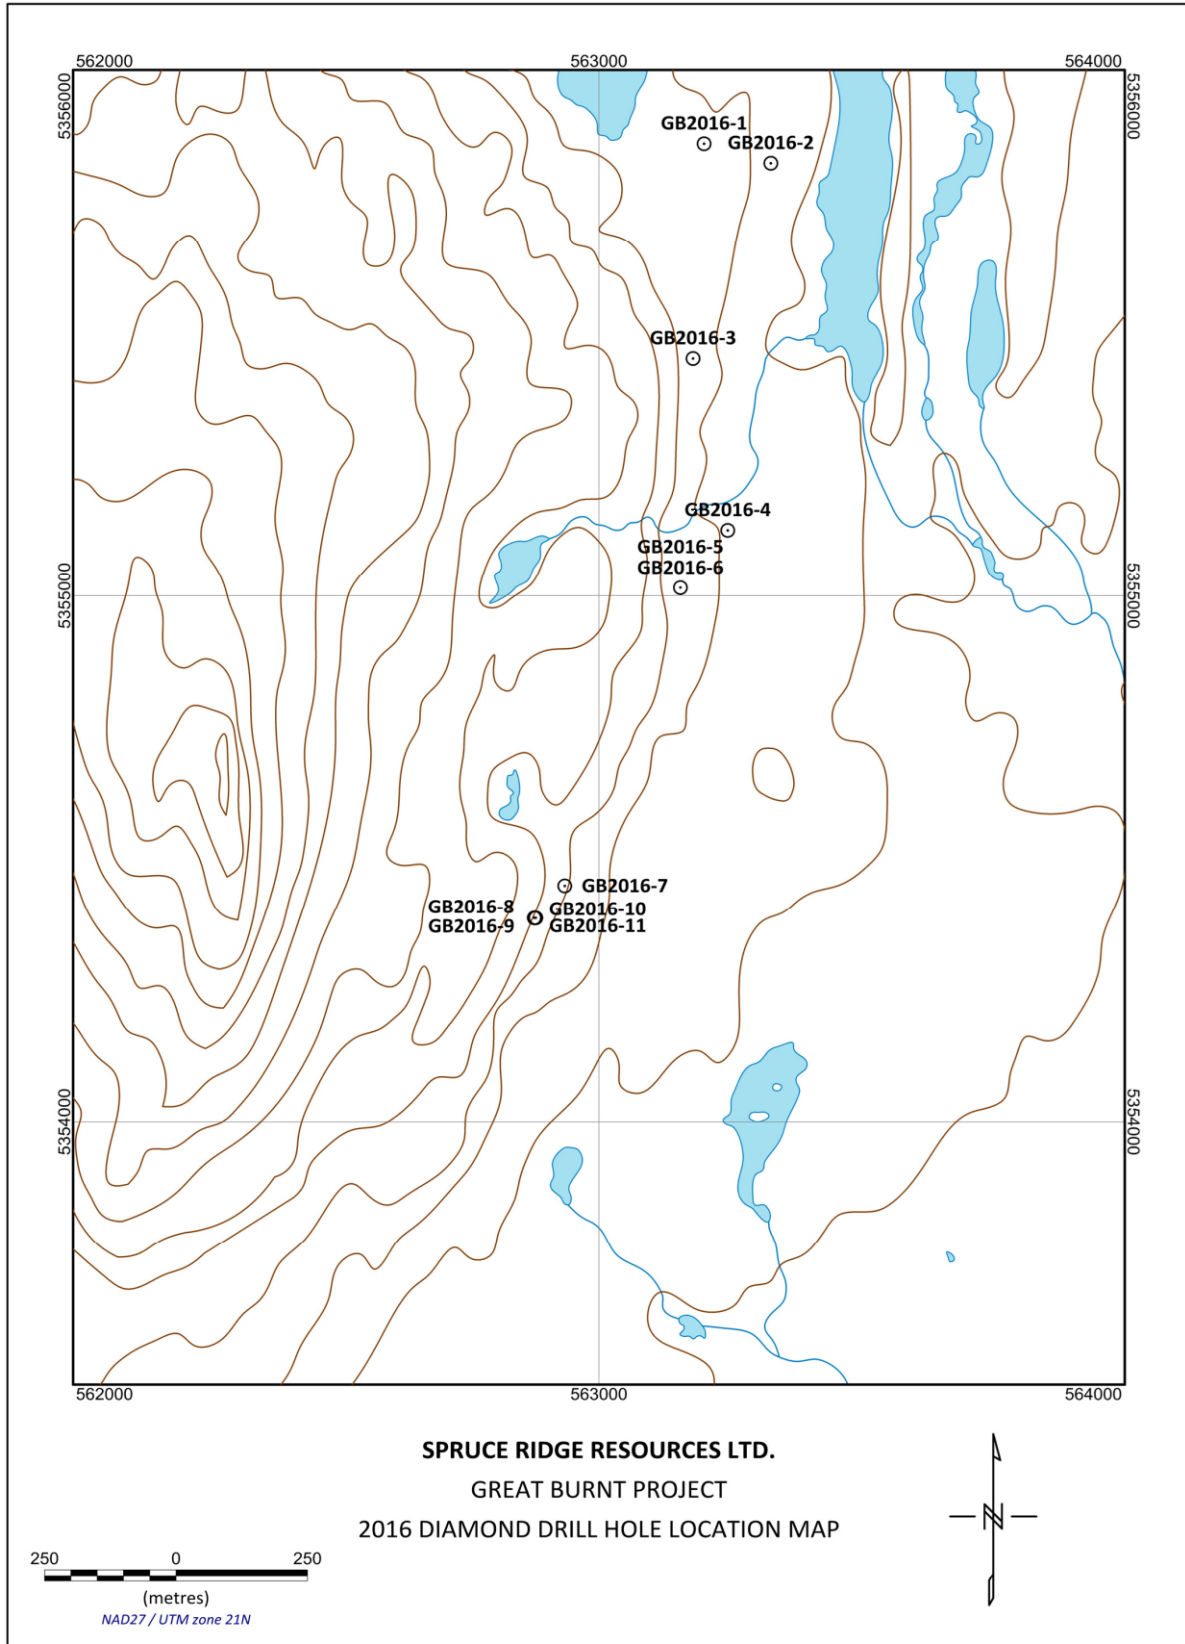 562000
563000
564000
5356000
5356000
GB2016-1
GB2016-2
GB2016-3
GB2016-4
GB2016-5
GB2016-6
5355000
5355000
GB2016-7
GB2016-8
GB2016-10
GB2016-9
GB2016-11
5354000
5354000
562000
563000
564000
SPRUCE RIDGE RESOURCES LTD.
GREAT BURNT PROJECT
2016 DIAMOND DRILL HOLE LOCATION MAP
N
250 0 250
(metres)
NAD27 / UTM zone 21N